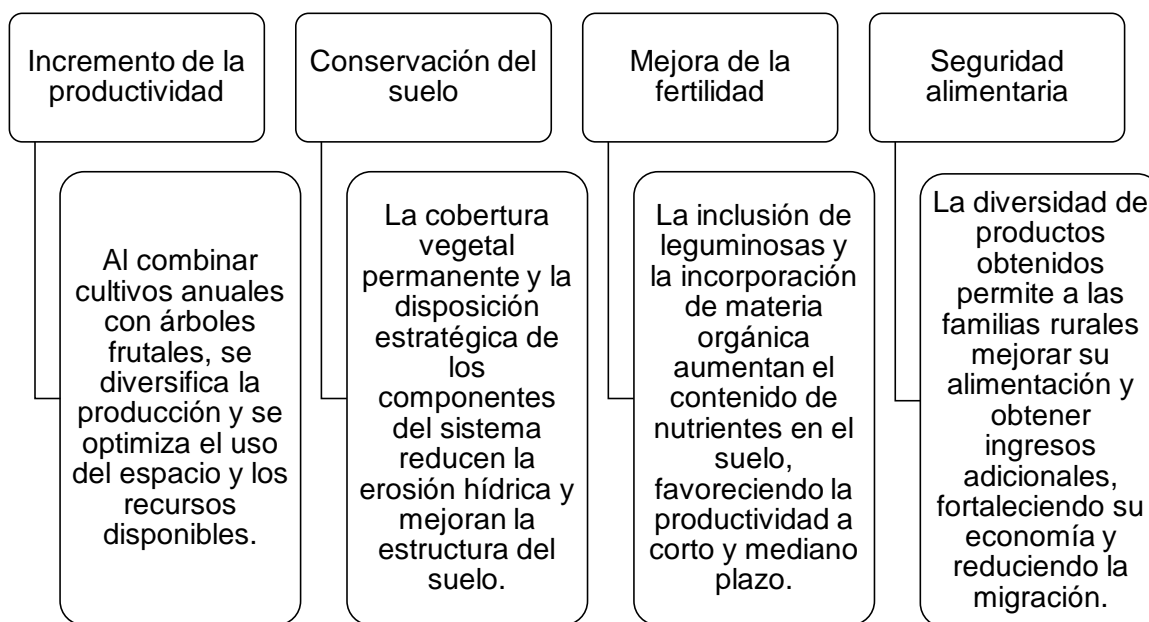 Incremento de la
productividad
Al combinar
cultivos anuales
con árboles
frutales, se
diversifica la
producción y se
optimiza el uso
del espacio y los
recursos
disponibles.
Conservación del
suelo
La cobertura
vegetal
permanente y la
disposición
estratégica de
los
componentes
del sistema
reducen la
erosión hídrica y
mejoran la
estructura del
suelo.
Mejora de la
fertilidad
La inclusión de
leguminosas y
la incorporación
de materia
orgánica
aumentan el
contenido de
nutrientes en el
suelo,
favoreciendo la
productividad a
corto y mediano
plazo.
Seguridad
alimentaria
La diversidad de
productos
obtenidos
permite a las
familias rurales
mejorar su
alimentación y
obtener
ingresos
adicionales,
fortaleciendo su
economía y
reduciendo la
migración.